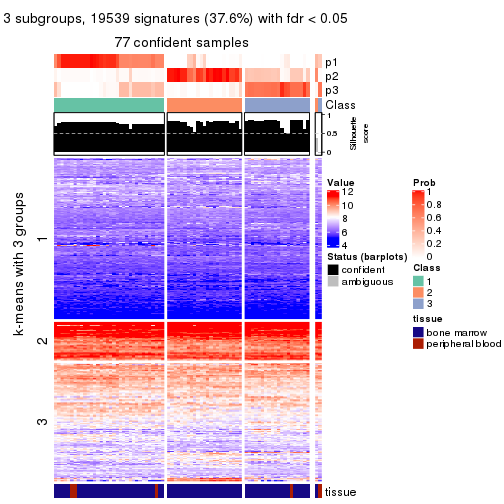 3 subgroups, 19539 signatures (37.6%) with fdr < 0.05
77 confident samples
p1
p2
p3
Class
1
0.5
0
Silhouette
score
k-means with 3 groups
1
2
3
tissue
Value
12
10
8
6
4
Status (barplots)
confident
ambiguous
Prob
1
0.8
0.6
0.4
0.2
0
Class
1
2
3
tissue
bone marrow
peripheral blood